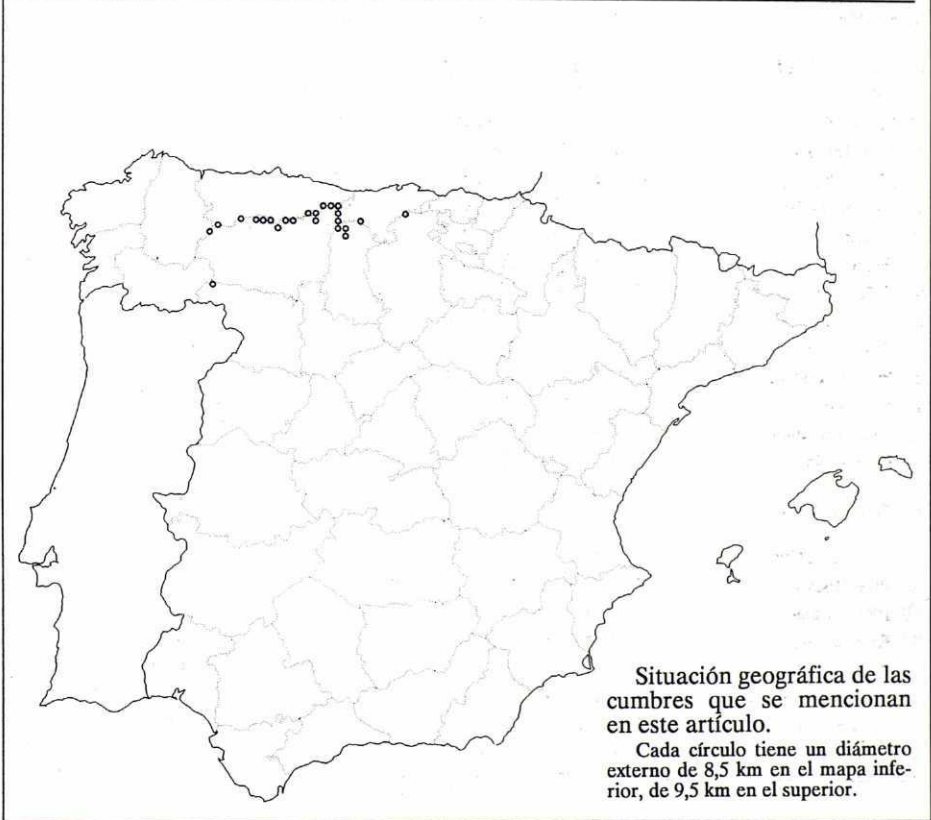 Situación geográfica de las
cumbres que se mencionan
en este artículo.
Cada círculo tiene un diámetro
externo de 8,5 km en el mapa infe-
rior, de 9,5 km en el superior.